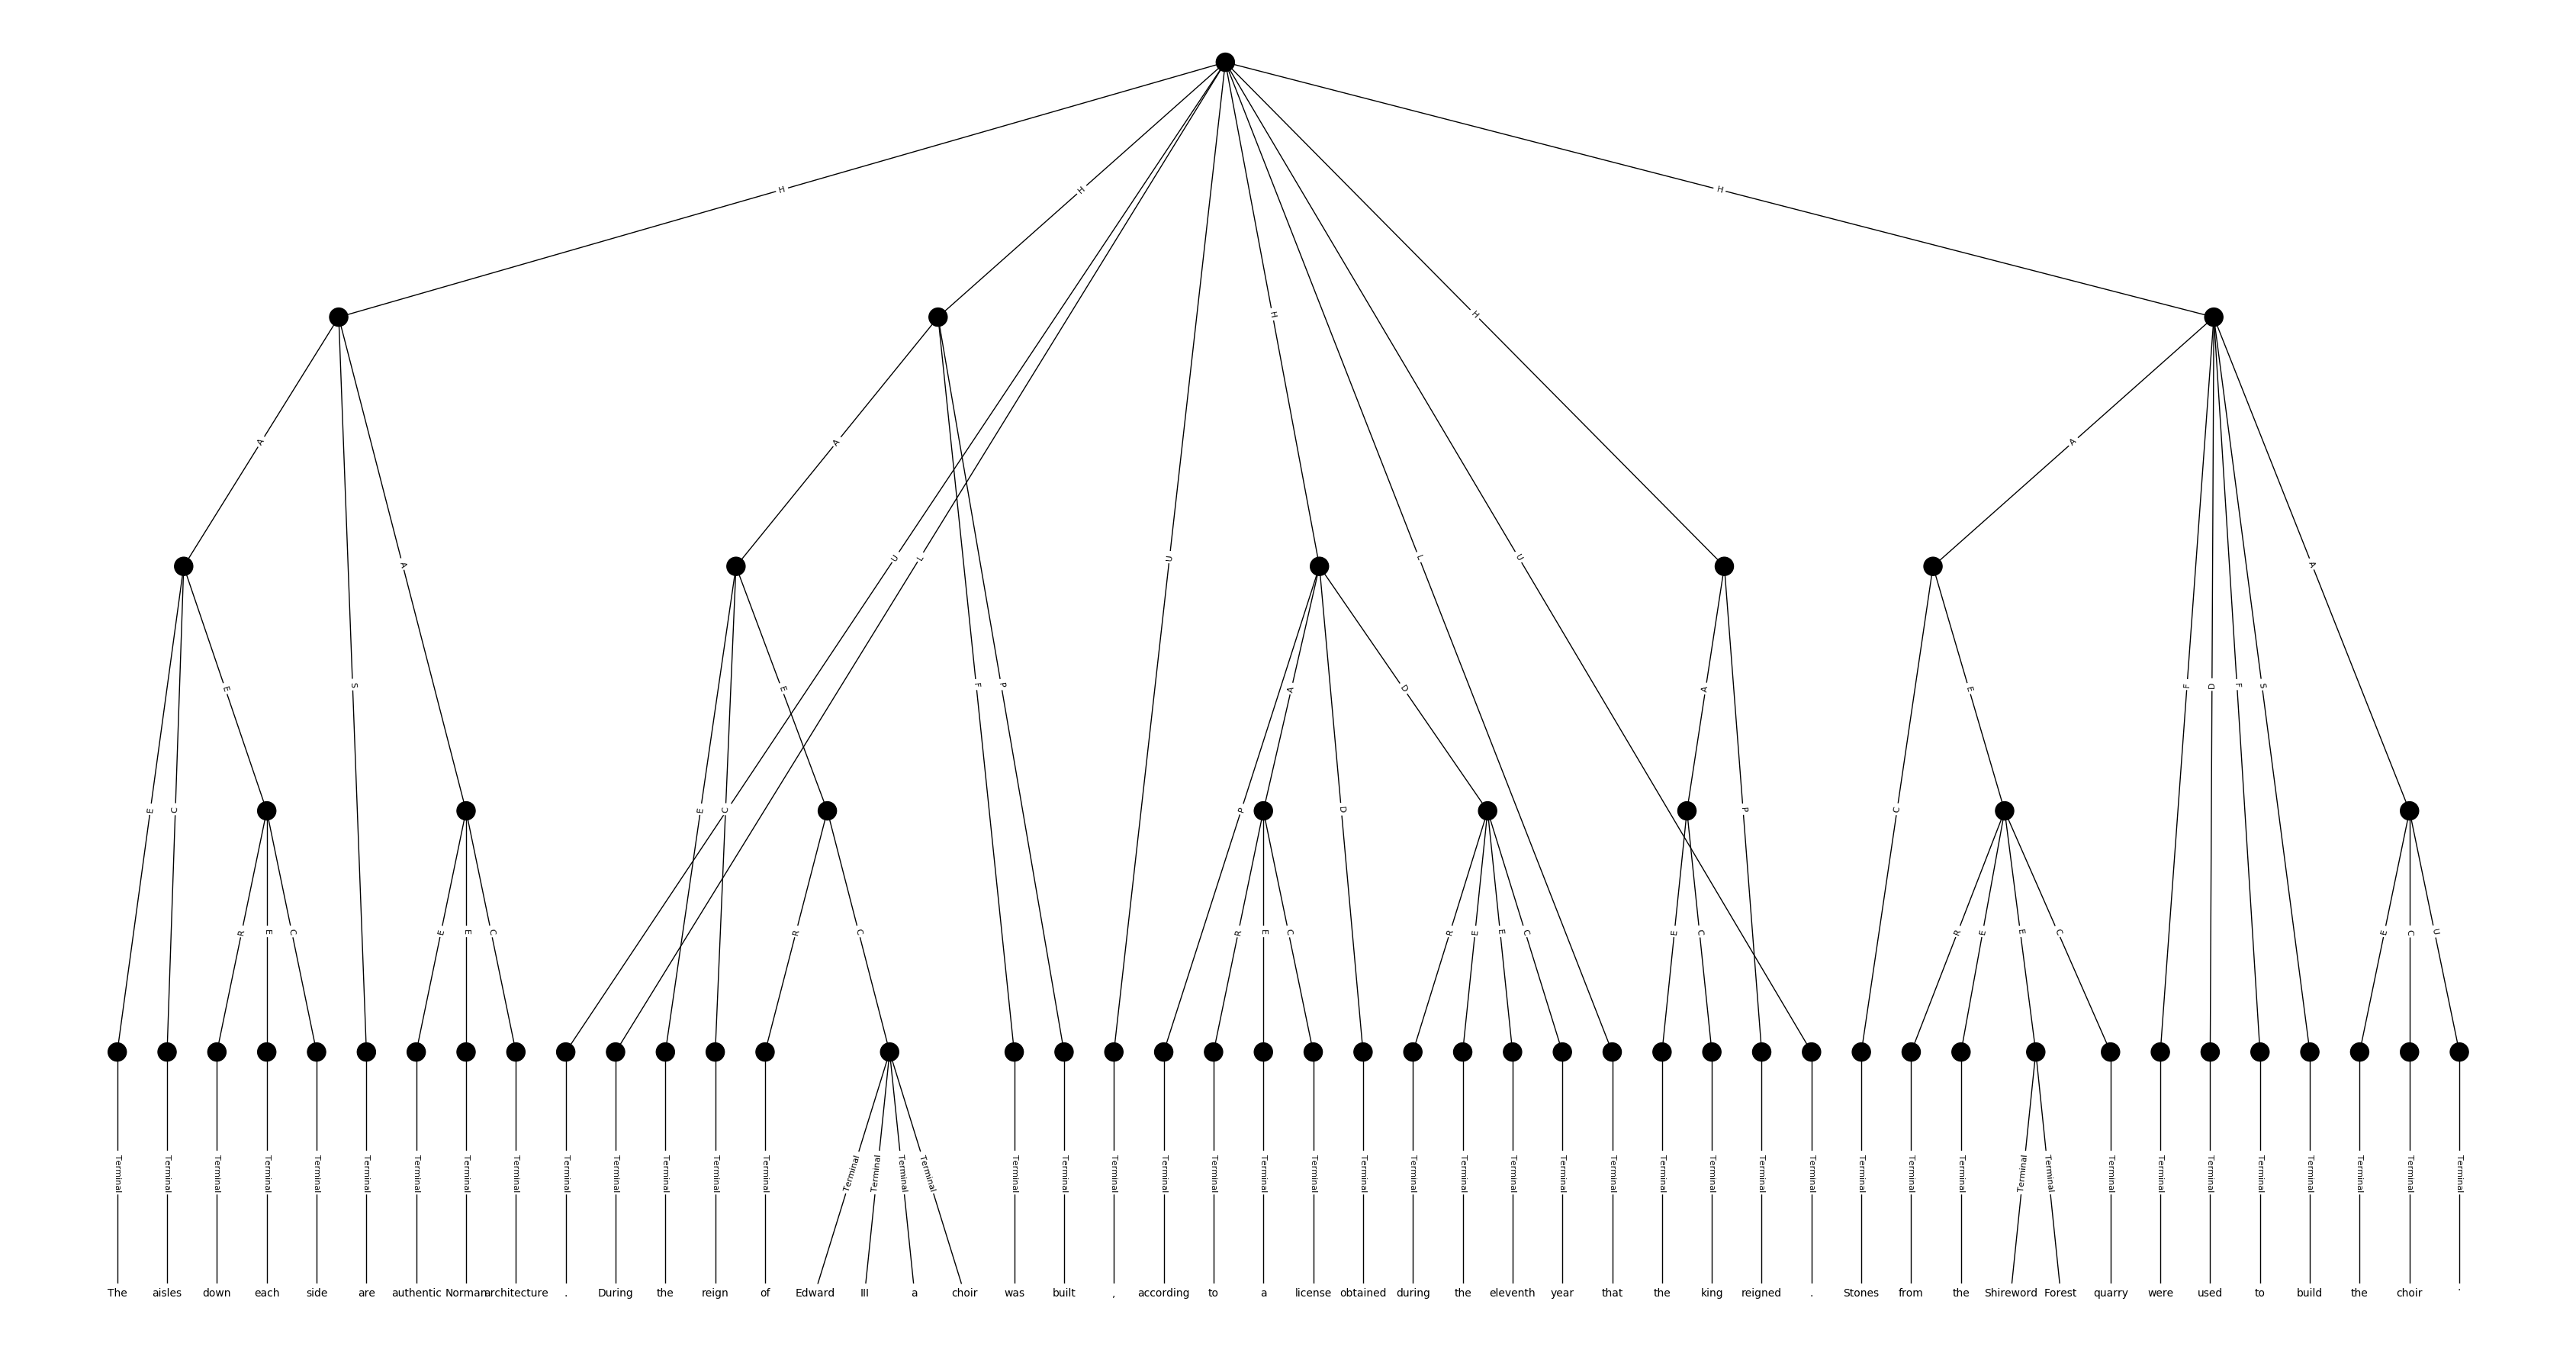 H H H H H H
A S A A F P U L U H L U A F D F S A
E C E E C E P A D D A P C E
R E C E E C R C R E C R E E C E C R E E C E C U
Terminal Terminal Terminal Terminal Terminal Terminal Terminal Terminal Terminal Terminal Terminal Terminal Terminal Terminal Terminal Terminal Terminal Terminal Terminal Terminal Terminal Terminal Terminal Terminal Terminal Terminal Terminal Terminal Terminal Terminal Terminal Terminal Terminal Terminal Terminal Terminal Terminal Terminal Terminal Terminal Terminal Terminal Terminal Terminal Terminal Terminal Terminal Terminal
The aisles down each side are authentic Norman architecture . During the reign of Edward III a choir was built , according to a license obtained during the eleventh year that the king reigned . Stones from the Shireword Forest quarry were used to build the choir .